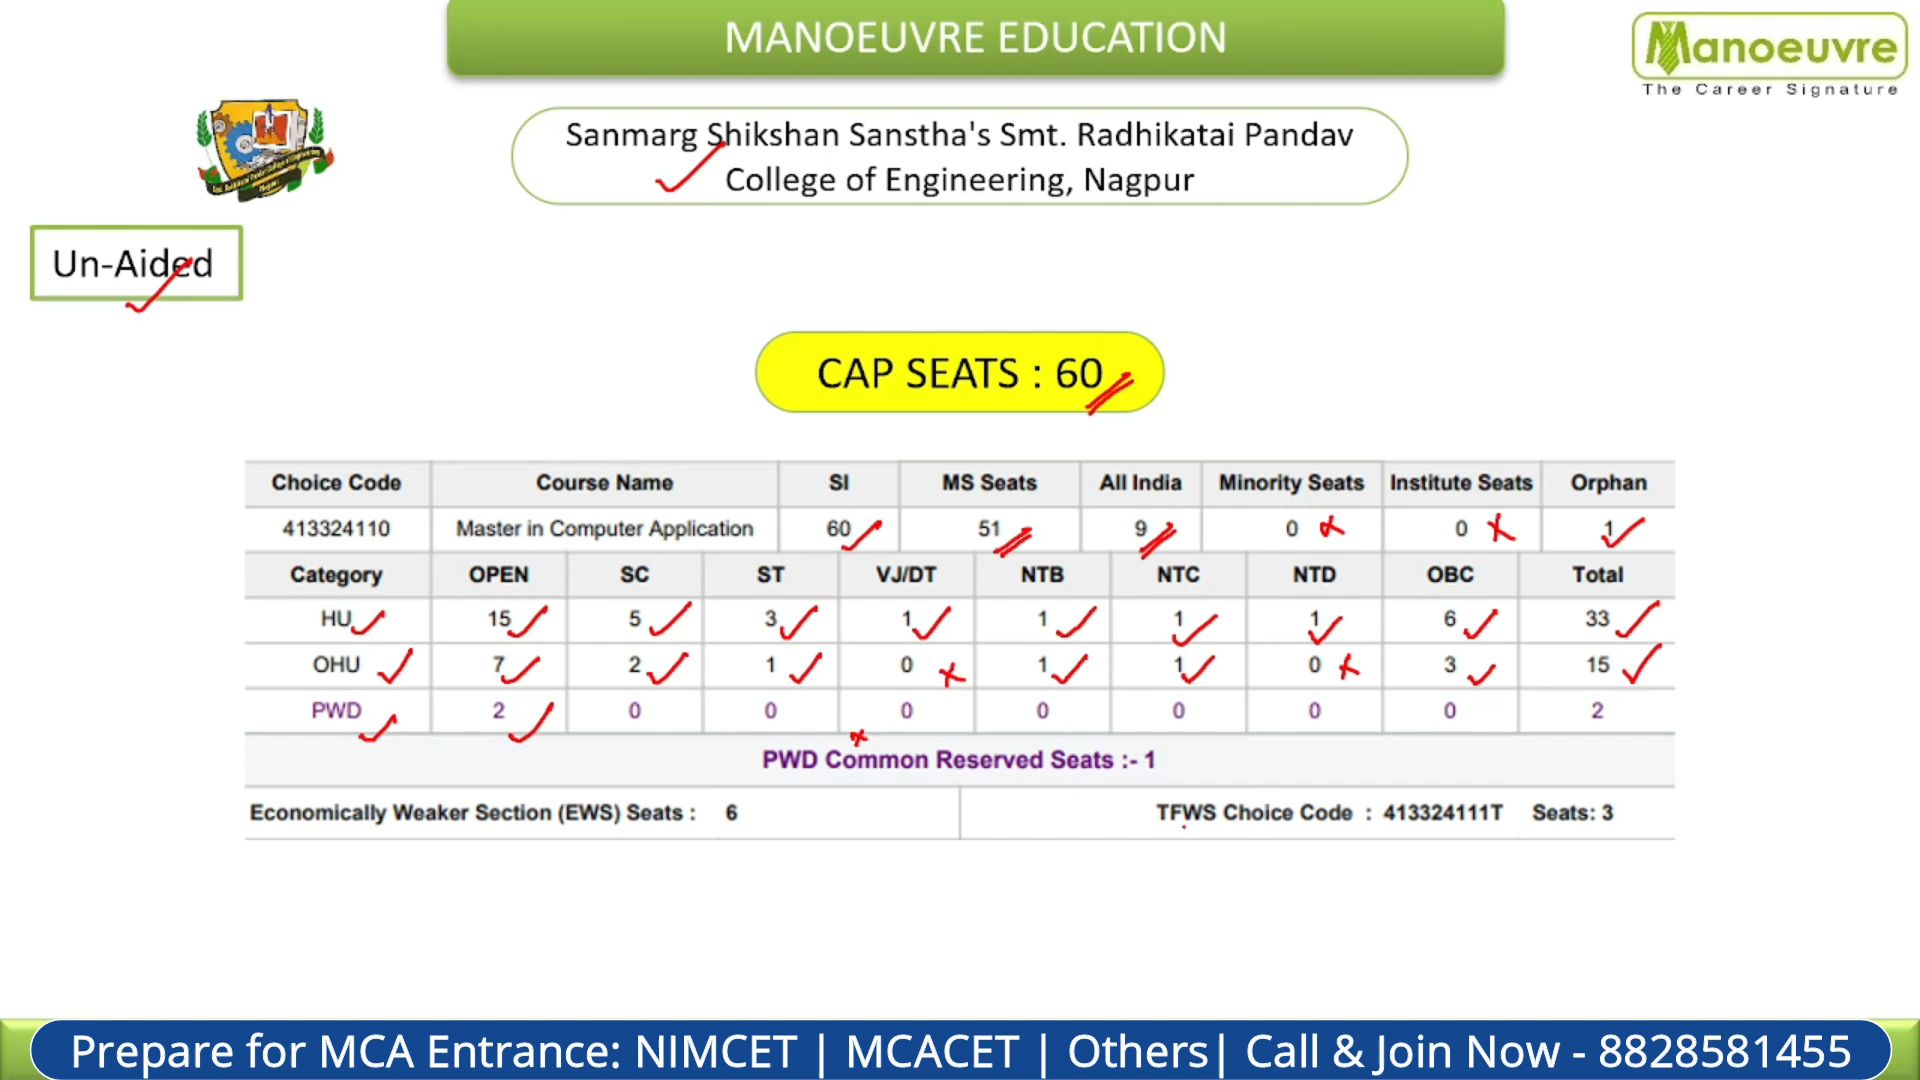 MANOEUVRE EDUCATION
Manoeuvre
The Career Signature
Sanmarg Shikshan Sanstha's Smt. Radhikatai Pandav
College of Engineering, Nagpur
Un-Aided
CAP SEATS : 60
Choice Code Course Name SI MS Seats All India Minority Seats Institute Seats Orphan
413324110 Master in Computer Application 60 51 9 0 0 1
Category OPEN SC ST VJ/DT NTB NTC NTD OBC Total
HU 15 5 3 1 1 1 1 6 33
OHU 7 2 1 0 1 1 0 3 15
PWD 2 0 0 0 0 0 0 0 2
PWD Common Reserved Seats :- 1
Economically Weaker Section (EWS) Seats : 6 TFWS Choice Code : 413324111T Seats: 3
Prepare for MCA Entrance: NIMCET | MCACET | Others| Call & Join Now - 8828581455